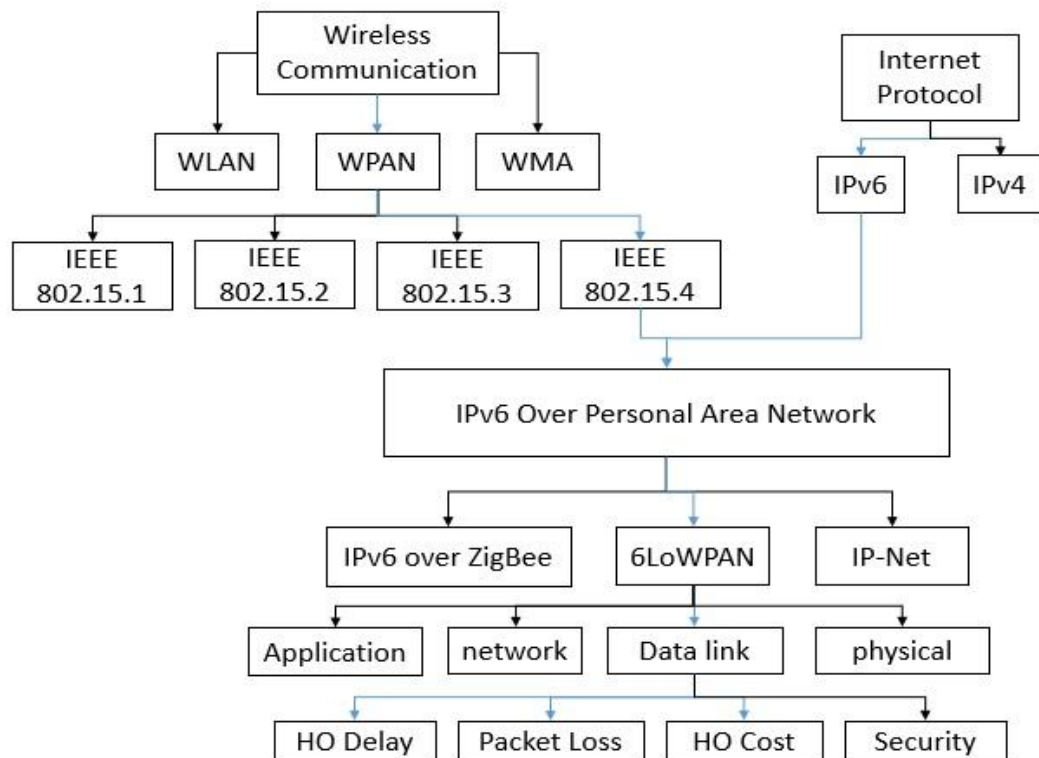 Wireless
Communication
Internet
Protocol
WLAN
WPAN
WMA
IPv6
IPv4
IEEE
802.15.1
IEEE
802.15.2
IEEE
802.15.3
IEEE
802.15.4
IPv6 Over Personal Area Network
IPv6 over ZigBee
6LoWPAN
IP-Net
Application
network
Data link
physical
HO Delay
Packet Loss
HO Cost
Security